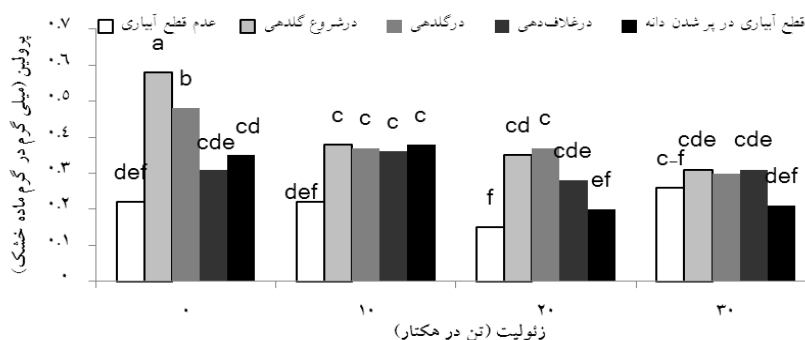 عدم قطع آبیاری درشروع گلدهی درگلدهی درغلاف‌دهی قطع آبیاری در پر شدن دانه
پرولین (میلی گرم در گرم ماده خشک)
۰.۷
۰.۶
۰.۵
۰.۴
۰.۳
۰.۲
۰.۱
۰
def a b cde cd
def c c c c
f cd c cde ef
c-f cde cde def
۰ ۱۰ ۲۰ ۳۰
زئولیت (تن در هکتار)